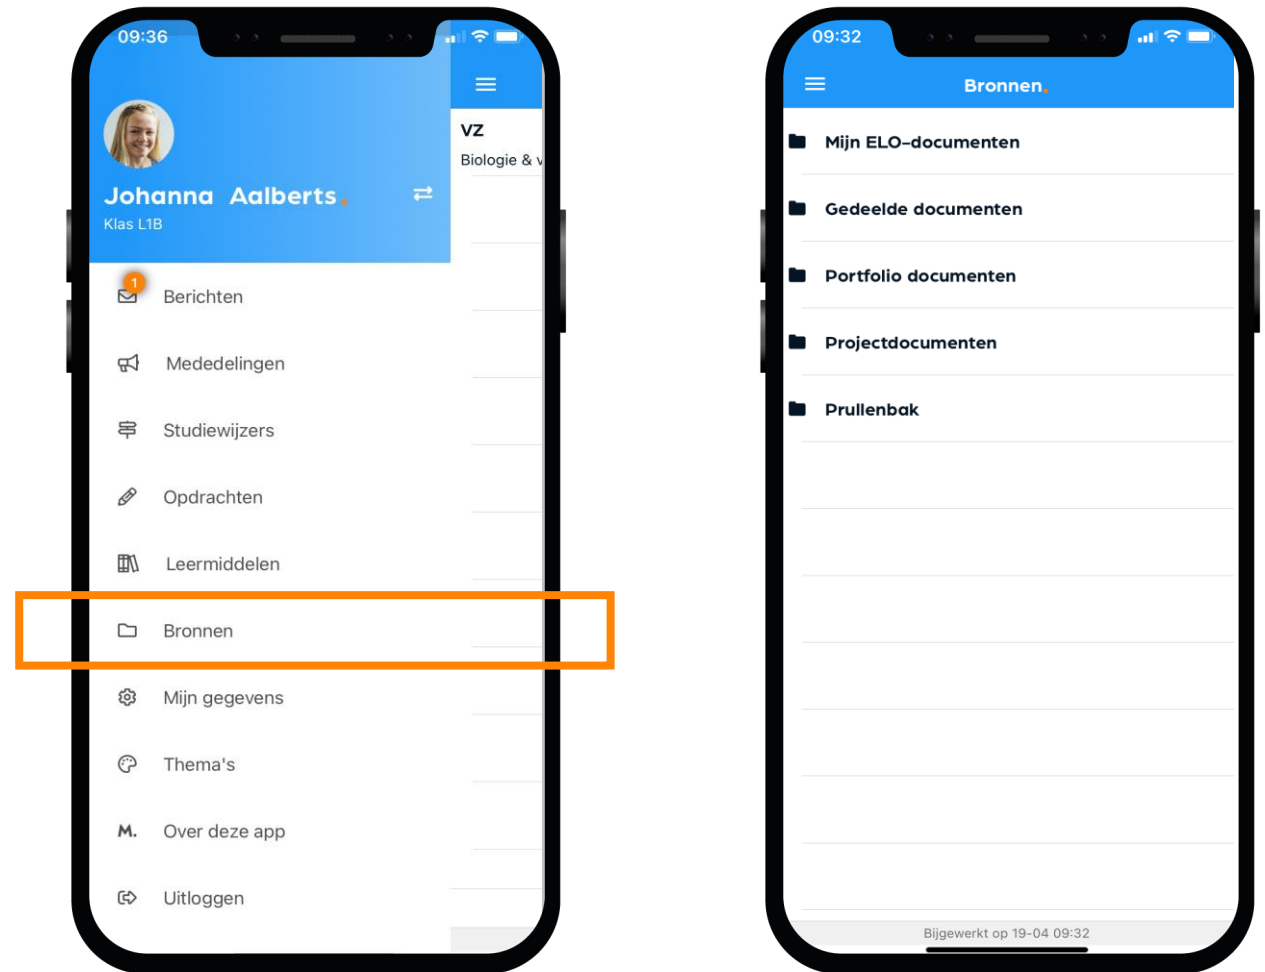 09:36
VZ
Biologie & v
Johanna Aalberts.
Klas L1B
1
Berichten
Mededelingen
Studiewijzers
Opdrachten
Leermiddelen
Bronnen
Mijn gegevens
Thema's
M. Over deze app
Uitloggen
09:32
Bronnen.
Mijn ELO-documenten
Gedeelde documenten
Portfolio documenten
Projectdocumenten
Prullenbak
Bijgewerkt op 19-04 09:32